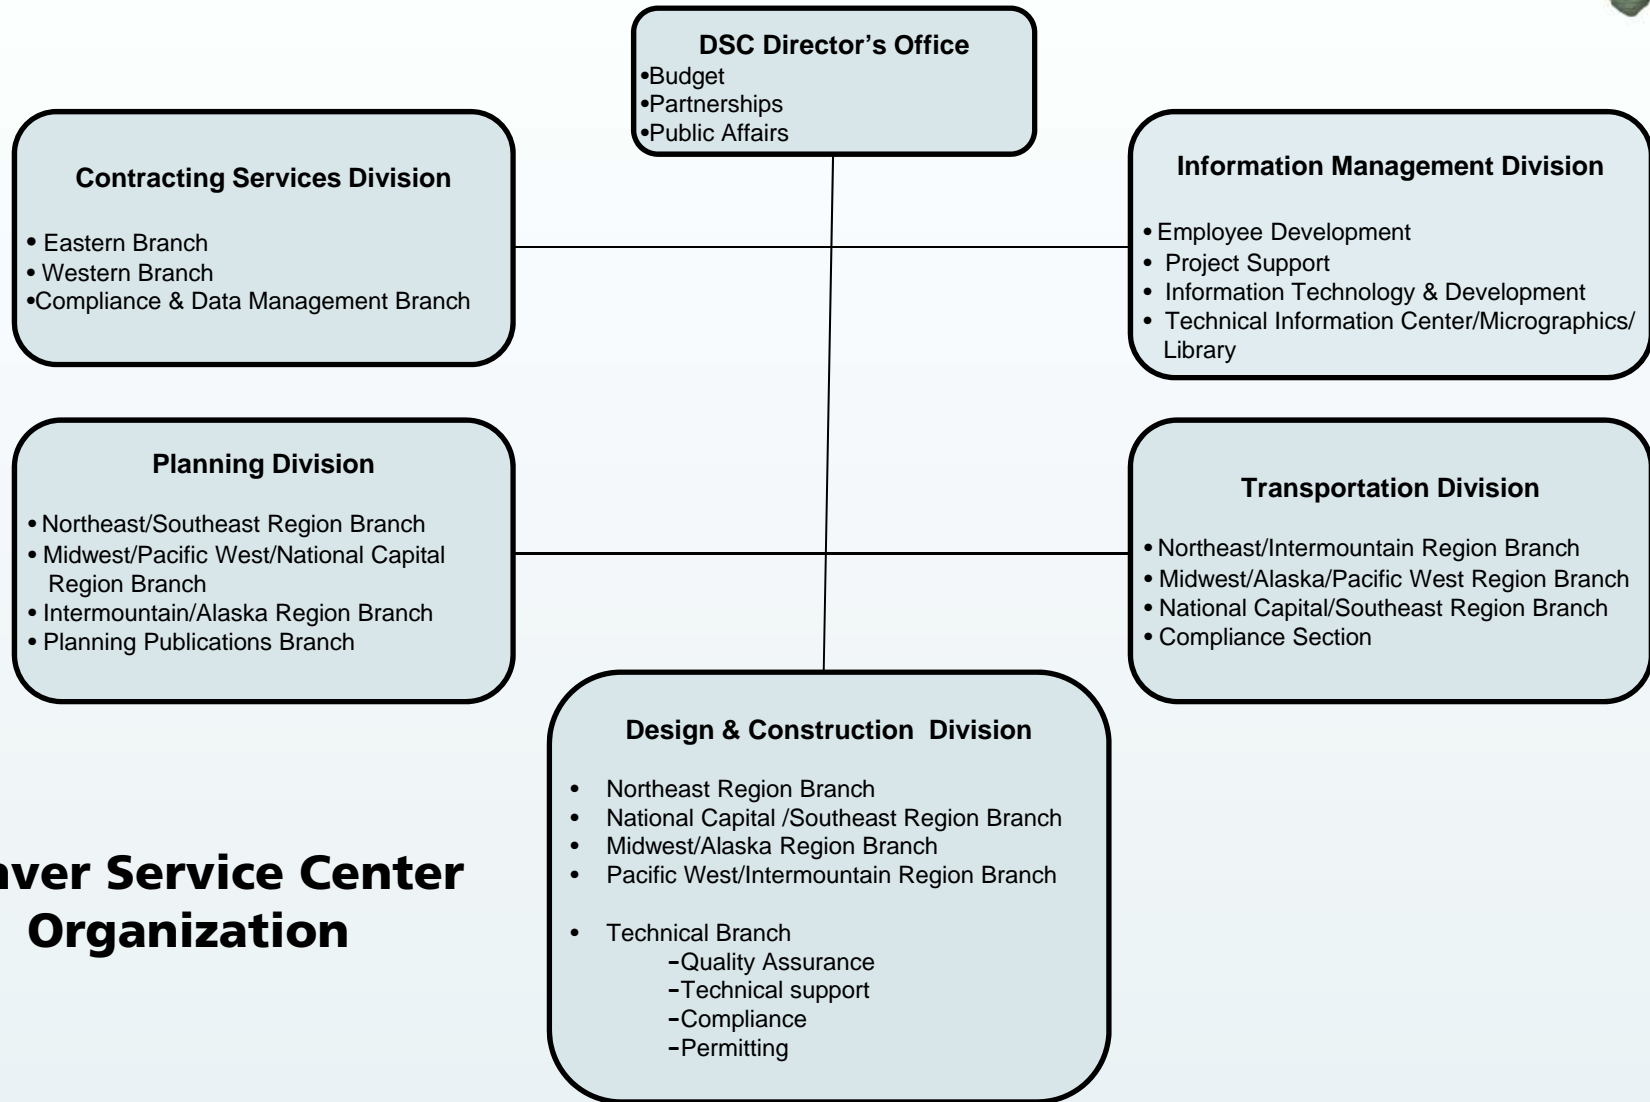 DSC Director’s Office
•Budget
•Partnerships
•Public Affairs
Contracting Services Division
• Eastern Branch
• Western Branch
•Compliance & Data Management Branch
Information Management Division
• Employee Development
• Project Support
• Information Technology & Development
• Technical Information Center/Micrographics/
Library
Planning Division
• Northeast/Southeast Region Branch
• Midwest/Pacific West/National Capital
Region Branch
• Intermountain/Alaska Region Branch
• Planning Publications Branch
Transportation Division
• Northeast/Intermountain Region Branch
• Midwest/Alaska/Pacific West Region Branch
• National Capital/Southeast Region Branch
• Compliance Section
Design & Construction Division
• Northeast Region Branch
• National Capital /Southeast Region Branch
• Midwest/Alaska Region Branch
• Pacific West/Intermountain Region Branch
• Technical Branch
-Quality Assurance
-Technical support
-Compliance
-Permitting
Service Center
Organization